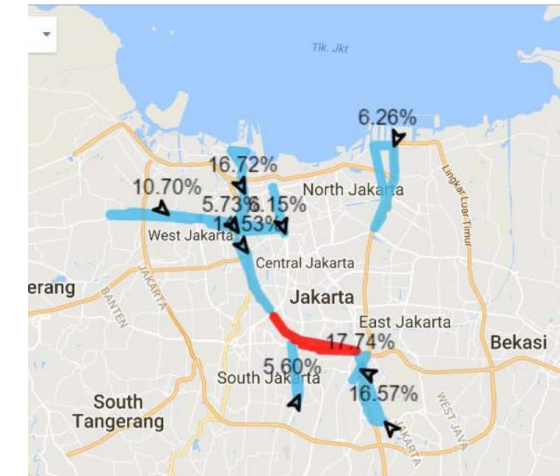 Tlk. Jkt
6.26%
16.72%
10.70%
North Jakarta
Lingkar Luar Timur
5.73%
6.15%
West Jakarta
Central Jakarta
erang
JAKARTA
BANTEN
Jakarta
East Jakarta
17.74%
Bekasi
5.60%
South Jakarta
16.57%
South
Tangerang
WEST JAVA
JAKARTA